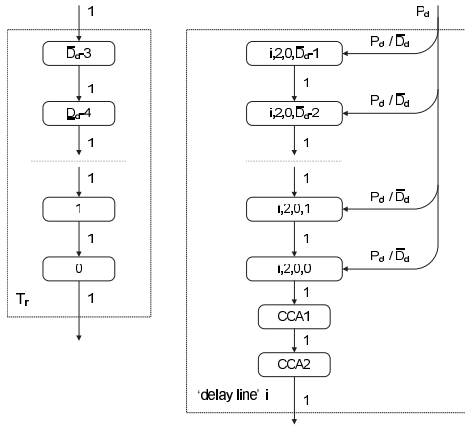 1
D̅d-3
1
D̲d-4
1
1
1
1
0
Tr
1
Pd
i,2,0,D̅d-1
Pd / D̅d
1
i,2,0,D̅d-2
Pd / D̅d
1
1
i,2,0,1
Pd / D̅d
1
i,2,0,0
Pd / D̅d
1
CCA1
1
CCA2
'delay line' i
1